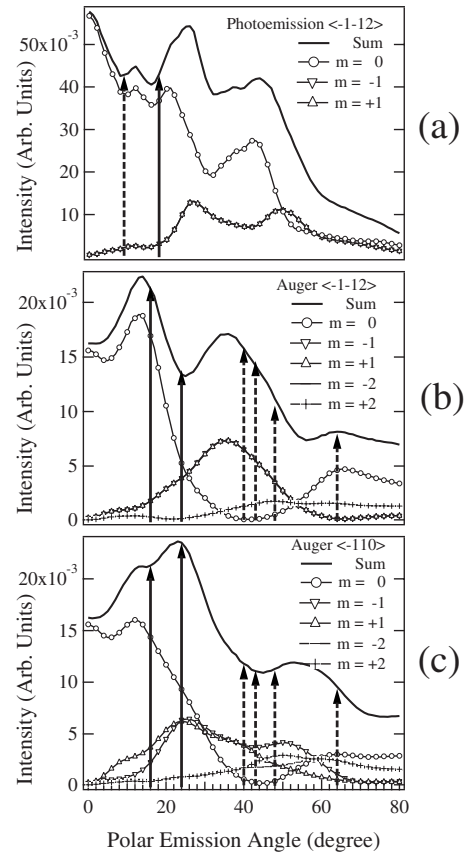 Photoemission <-1-12>
Sum
m = 0
m = -1
m = +1
50x10-3
40
30
20
10
Intensity (Arb. Units)
(a)
Auger <-1-12>
Sum
m = 0
m = -1
m = +1
m = -2
m = +2
20x10-3
15
10
5
0
Intensity (Arb. Units)
(b)
Auger <-110>
Sum
m = 0
m = -1
m = +1
m = -2
m = +2
20x10-3
15
10
5
0
Intensity (Arb. Units)
(c)
0 20 40 60 80
Polar Emission Angle (degree)